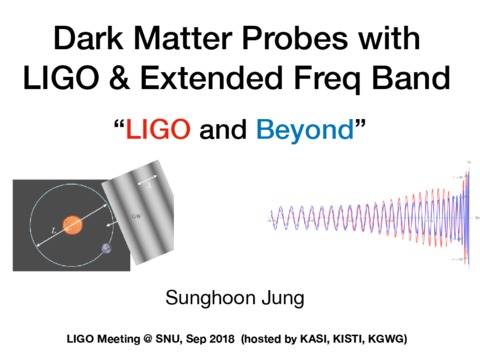 Dark Matter Probes with
LIGO & Extended Freq Band
“LIGO and Beyond”
Sunghoon Jung
LIGO Meeting @ SNU, Sep 2018 (hosted by KASI, KISTI, KGWG)